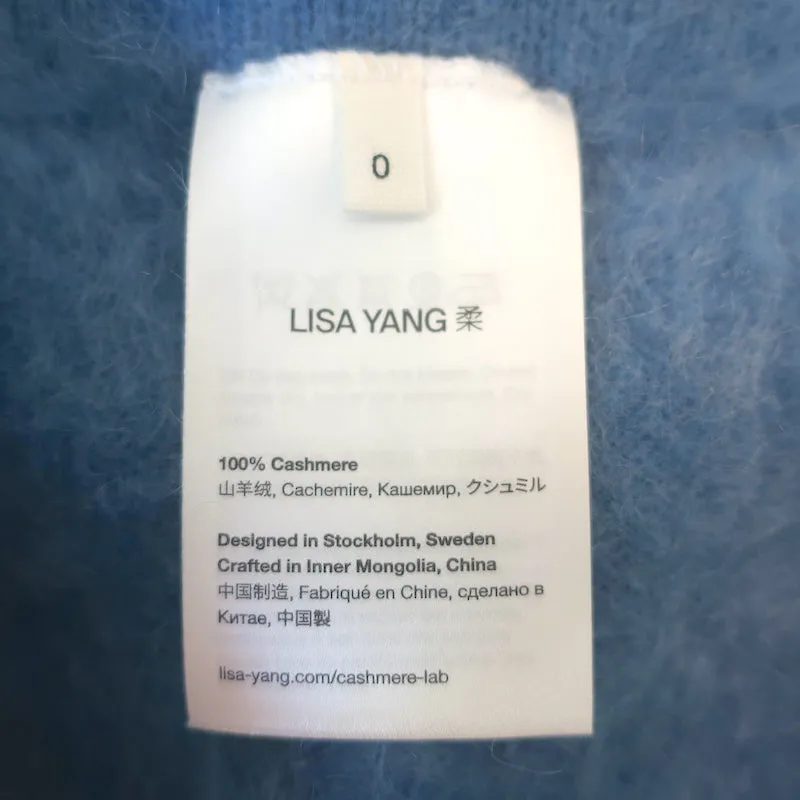 0
LISA YANG 柔
100% Cashmere
山羊绒, Cachemire, Кашемир, クシュミル
Designed in Stockholm, Sweden
Crafted in Inner Mongolia, China
中国制造, Fabriqué en Chine, сделано в
Китае, 中国製
lisa-yang.com/cashmere-lab